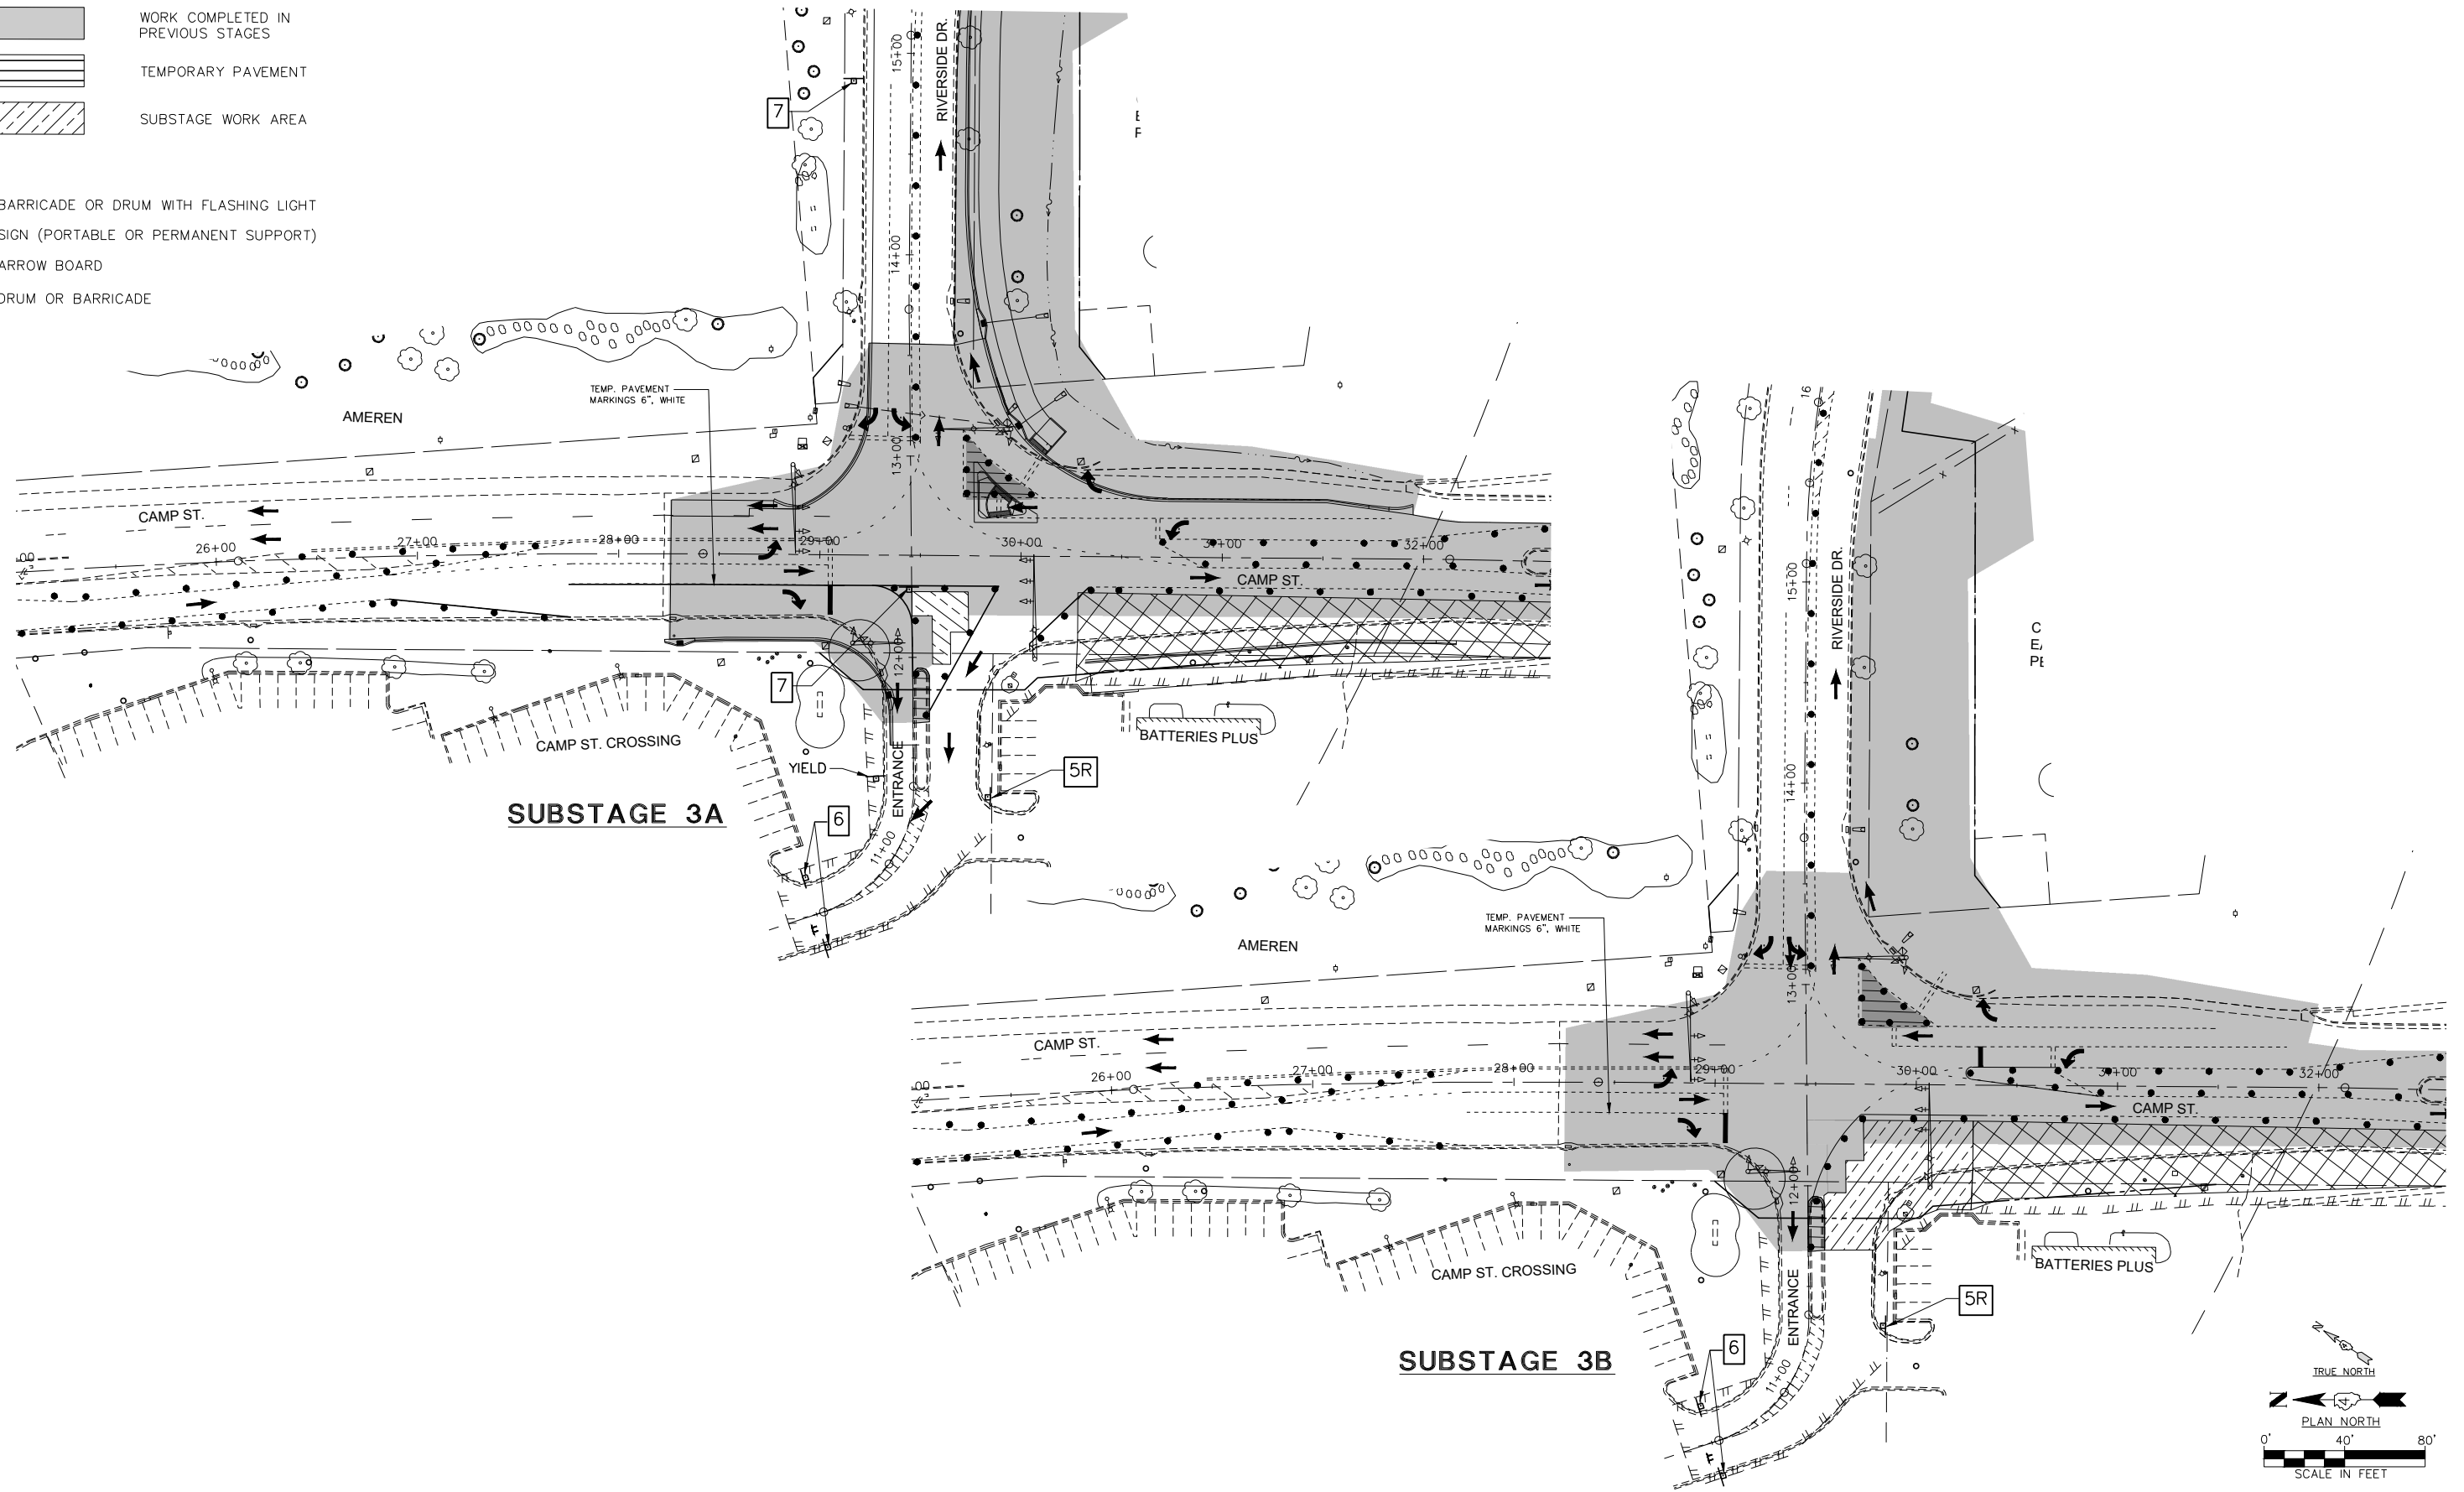 WORK COMPLETED IN
PREVIOUS STAGES
TEMPORARY PAVEMENT
SUBSTAGE WORK AREA
BARRICADE OR DRUM WITH FLASHING LIGHT
SIGN (PORTABLE OR PERMANENT SUPPORT)
ARROW BOARD
DRUM OR BARRICADE
15+00
RIVERSIDE DR.
7
14+00
TEMP. PAVEMENT
MARKINGS 6", WHITE
AMEREN
13+00
CAMP ST.
26+00
27+00
28+00
29+00
30+00
31+00
32+00
CAMP ST.
12+00
7
CAMP ST. CROSSING
YIELD
ENTRANCE
5R
BATTERIES PLUS
6
11+00
SUBSTAGE 3A
16
15+00
RIVERSIDE DR.
14+00
TEMP. PAVEMENT
MARKINGS 6", WHITE
AMEREN
13+00
CAMP ST.
26+00
27+00
28+00
29+00
30+00
31+00
32+00
CAMP ST.
12+00
CAMP ST. CROSSING
ENTRANCE
5R
BATTERIES PLUS
6
11+00
SUBSTAGE 3B
TRUE NORTH
PLAN NORTH
0' 40' 80'
SCALE IN FEET